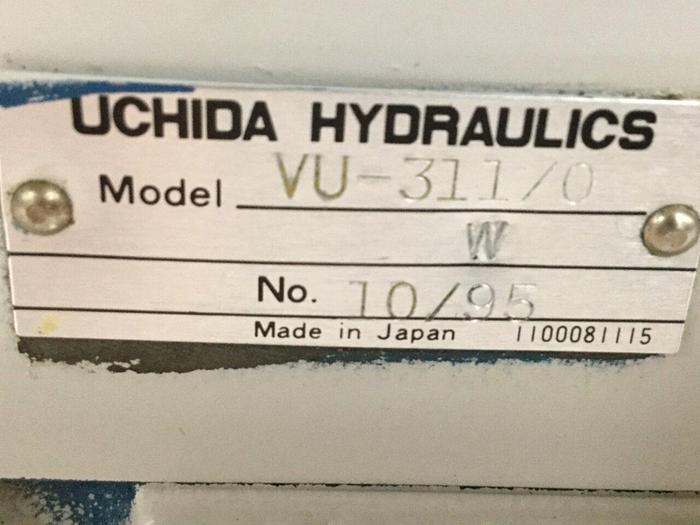 UCHIDA HYDRAULICS
Model VU-311/0
W
No. 10/95
Made in Japan 1100081115